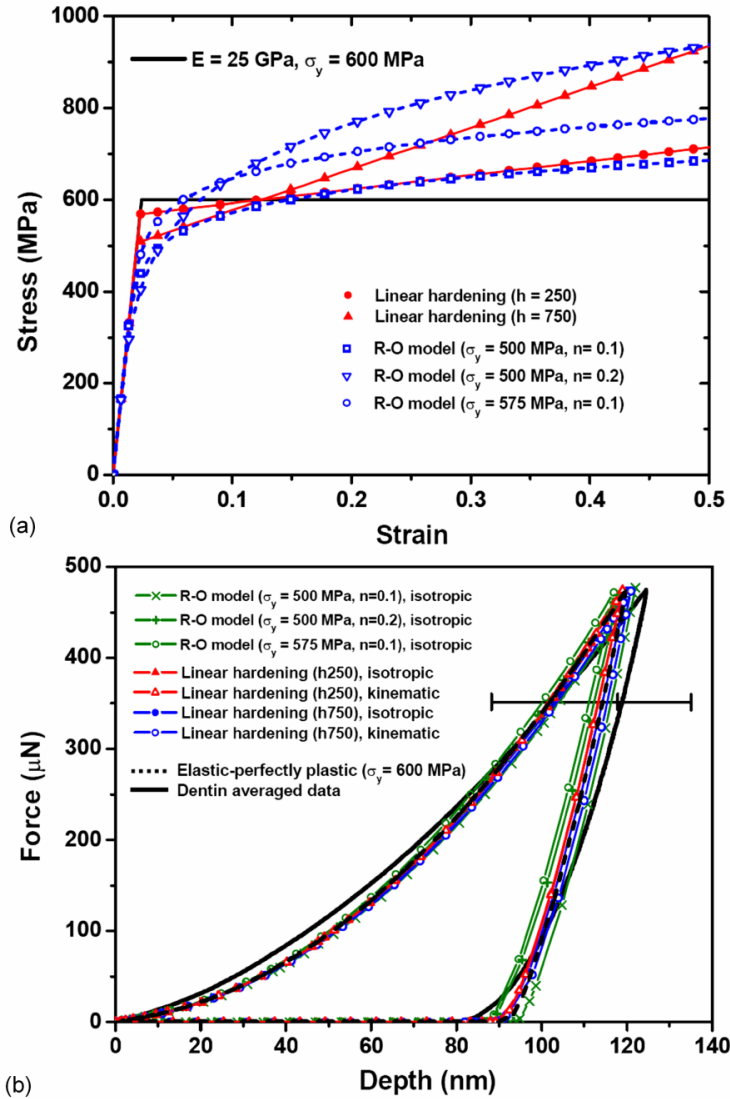 1000
800
600
400
200
0
Stress (MPa)
E = 25 GPa, σy = 600 MPa
Linear hardening (h = 250)
Linear hardening (h = 750)
R-O model (σy = 500 MPa, n= 0.1)
R-O model (σy = 500 MPa, n= 0.2)
R-O model (σy = 575 MPa, n= 0.1)
0.0 0.1 0.2 0.3 0.4 0.5
Strain
(a)
500
400
300
200
100
0
Force (μN)
R-O model (σy = 500 MPa, n=0.1), isotropic
R-O model (σy = 500 MPa, n=0.2), isotropic
R-O model (σy = 575 MPa, n=0.1), isotropic
Linear hardening (h250), isotropic
Linear hardening (h250), kinematic
Linear hardening (h750), isotropic
Linear hardening (h750), kinematic
Elastic-perfectly plastic (σy= 600 MPa)
Dentin averaged data
0 20 40 60 80 100 120 140
Depth (nm)
(b)